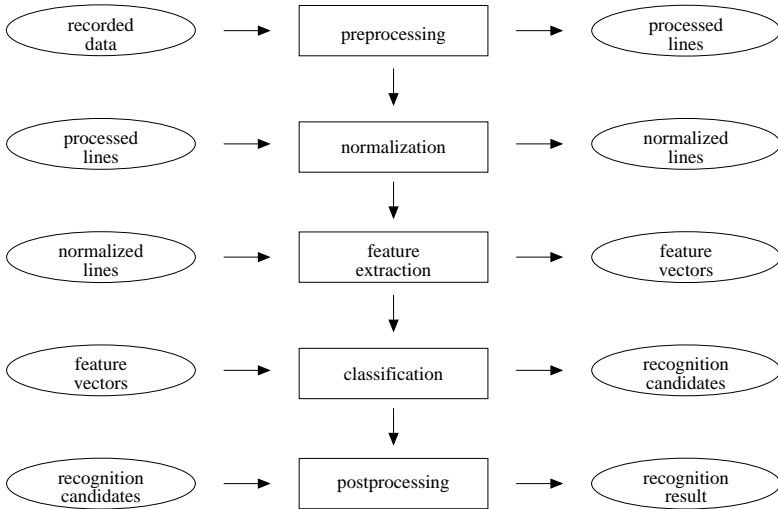 recorded
data
preprocessing
processed
lines
processed
lines
normalization
normalized
lines
normalized
lines
feature
extraction
feature
vectors
feature
vectors
classification
recognition
candidates
recognition
candidates
postprocessing
recognition
result